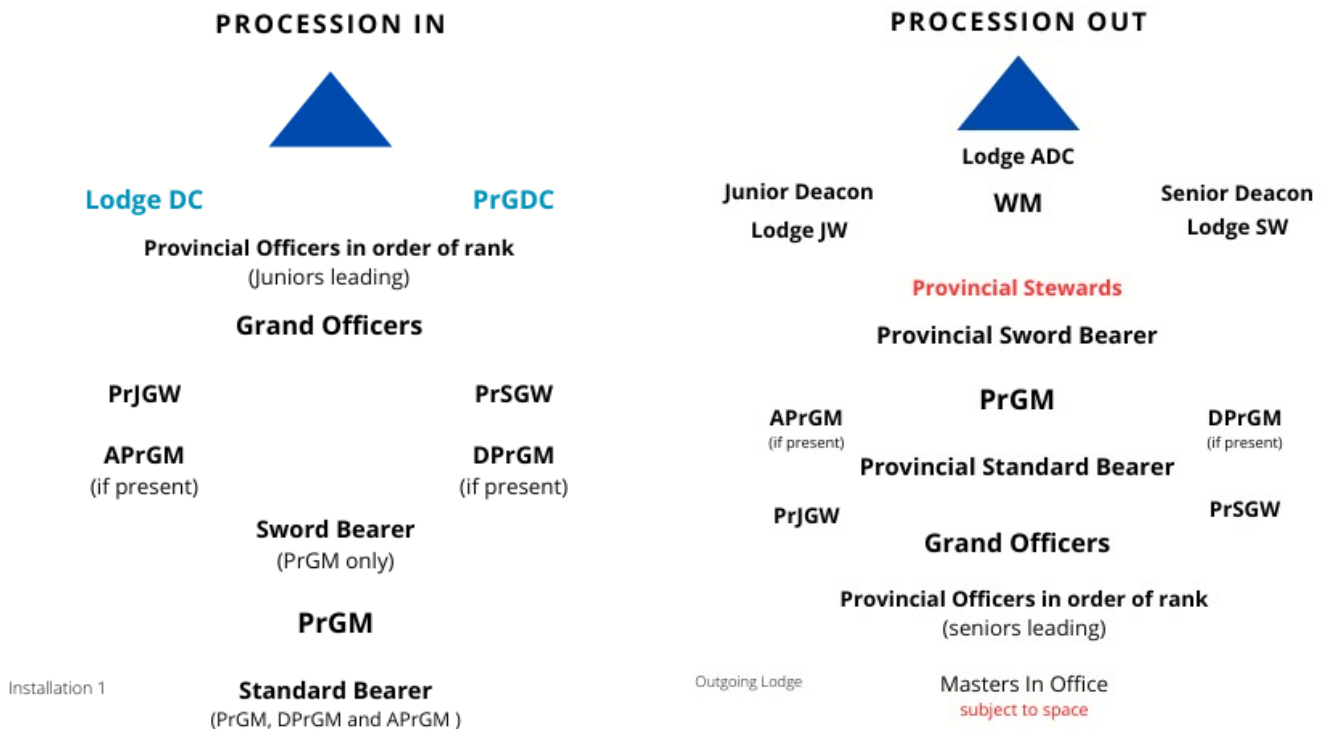 PROCESSION IN
Lodge DC
PrGDC
Provincial Officers in order of rank
(Juniors leading)
Grand Officers
PrJGW
PrSGW
APrGM
(if present)
DPrGM
(if present)
Sword Bearer
(PrGM only)
PrGM
Installation 1
Standard Bearer
(PrGM, DPrGM and APrGM )
PROCESSION OUT
Lodge ADC
Junior Deacon
WM
Senior Deacon
Lodge JW
Lodge SW
Provincial Stewards
Provincial Sword Bearer
PrGM
APrGM
(if present)
DPrGM
(if present)
Provincial Standard Bearer
PrJGW
PrSGW
Grand Officers
Provincial Officers in order of rank
(seniors leading)
Outgoing Lodge
Masters In Office
subject to space